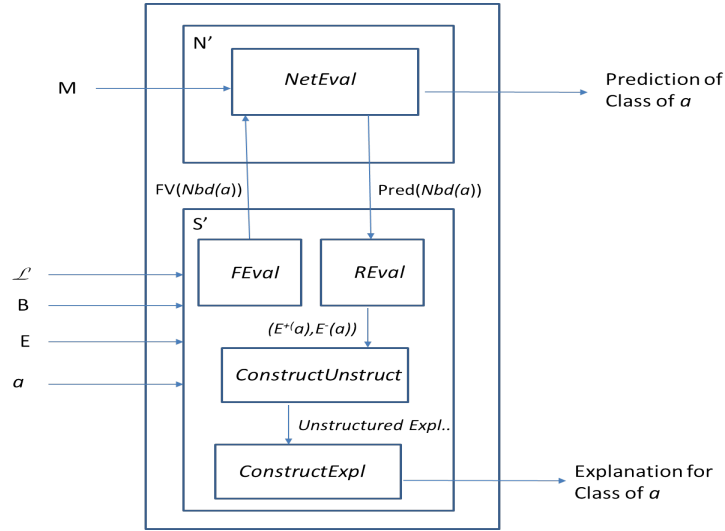 N’
NetEval
M
Prediction of
Class of a
FV(Nbd(a))
Pred(Nbd(a))
S’
FEval
REval
ℒ
B
E
a
(E⁺⁽a),E⁻(a))
ConstructUnstruct
Unstructured Expl..
ConstructExpl
Explanation for
Class of a